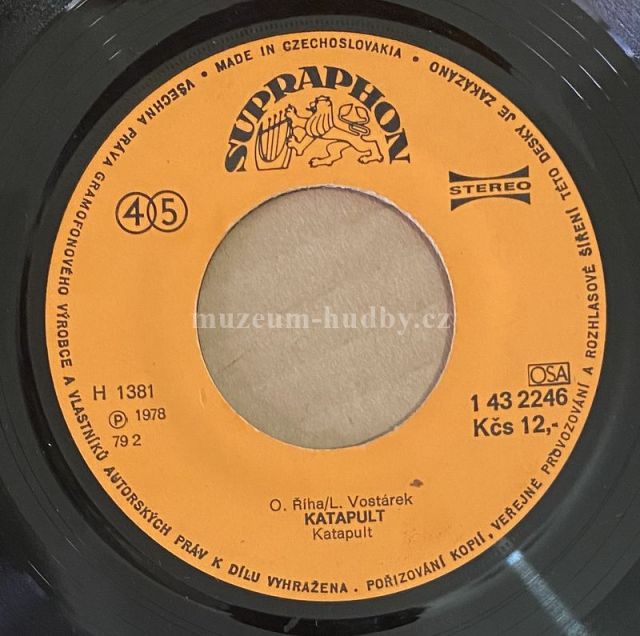 VŠECHNA PRÁVA GRAMOFONOVÉHO VÝROBCE A VLASTNÍKŮ AUTORSKÝCH PRÁV K DÍLU VYHRAŽENA . POŘIZOVÁNÍ KOPIÍ, VEŘEJNÉ PROVOZOVÁNÍ A ROZHLASOVÉ ŠÍŘENÍ TÉTO DESKY JE ZAKÁZÁNO • MADE IN CZECHOSLOVAKIA •
SUPRAPHON
45
STEREO
muzeum-hudby.cz
H 1381
℗ 1978
79 2
OSA
1 43 2246
Kčs 12,-
O. Říha/L. Vostárek
KATAPULT
Katapult